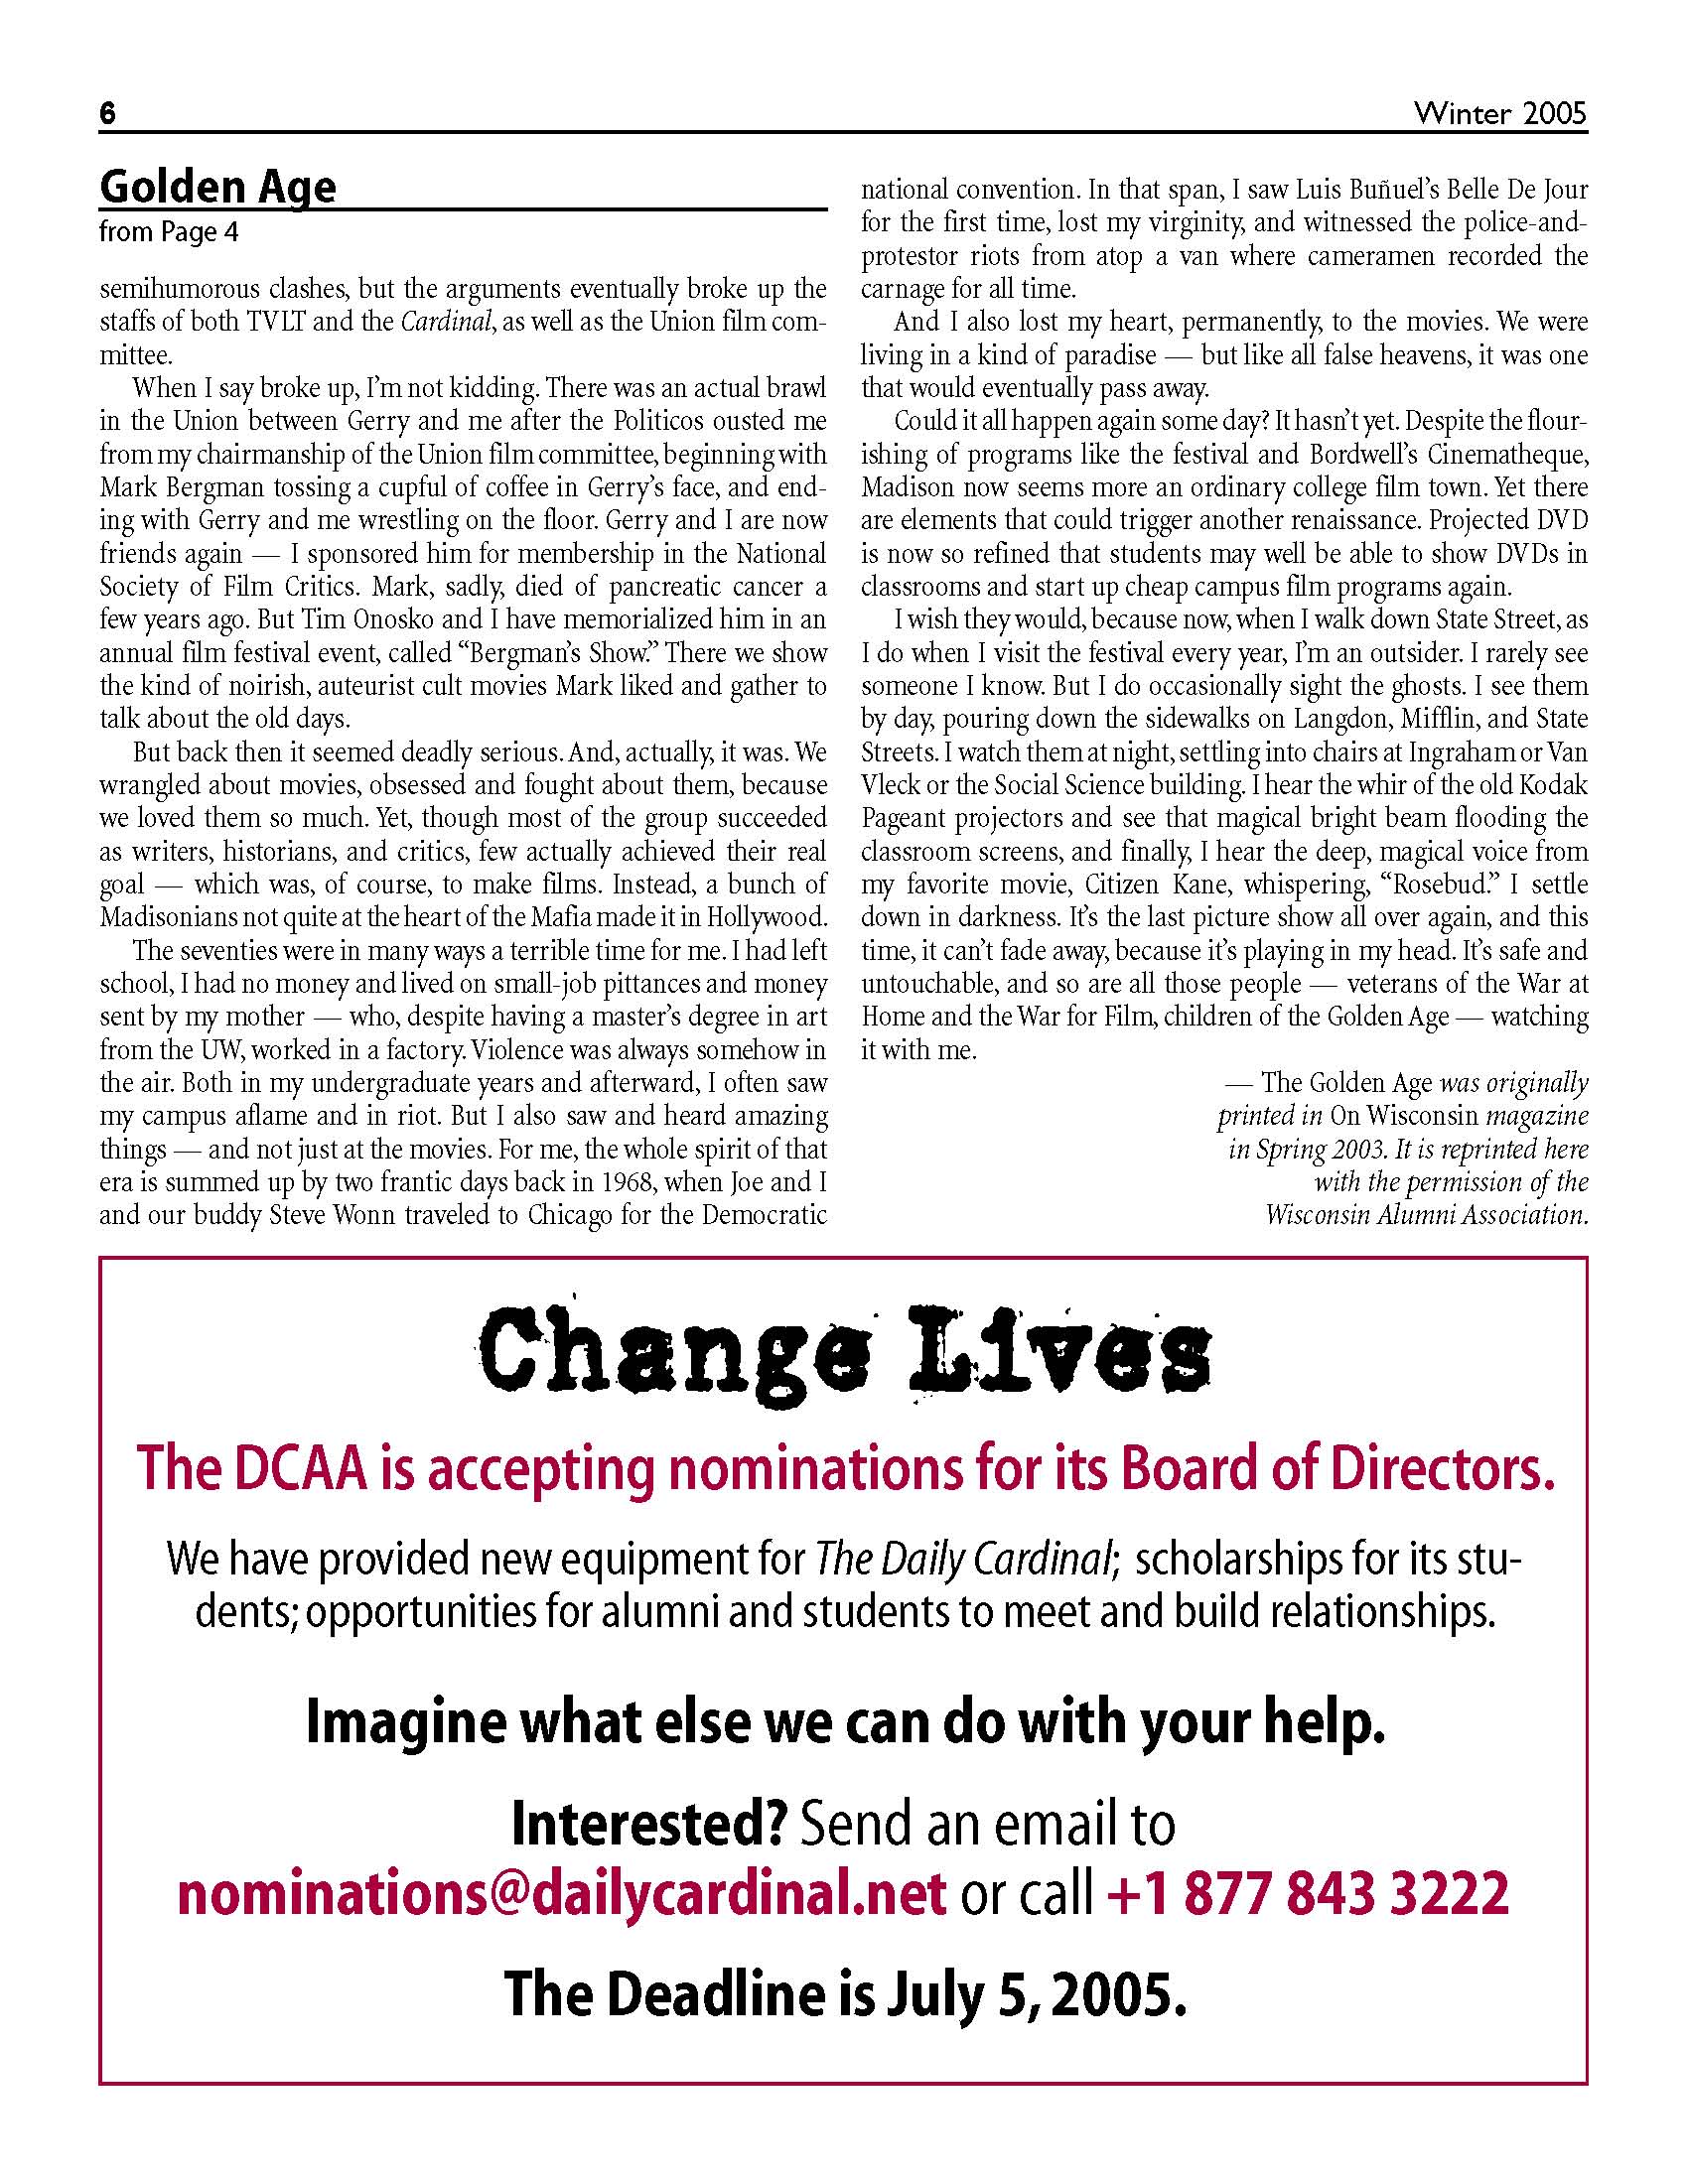 6
Winter 2005
Golden Age
from Page 4
semihumorous clashes, but the arguments eventually broke up the
staffs of both TVLT and the Cardinal, as well as the Union film com-
mittee.
When I say broke up, I’m not kidding. There was an actual brawl
in the Union between Gerry and me after the Politicos ousted me
from my chairmanship of the Union film committee, beginning with
Mark Bergman tossing a cupful of coffee in Gerry’s face, and end-
ing with Gerry and me wrestling on the floor. Gerry and I are now
friends again — I sponsored him for membership in the National
Society of Film Critics. Mark, sadly, died of pancreatic cancer a
few years ago. But Tim Onosko and I have memorialized him in an
annual film festival event, called “Bergman’s Show.” There we show
the kind of noirish, auteurist cult movies Mark liked and gather to
talk about the old days.
But back then it seemed deadly serious. And, actually, it was. We
wrangled about movies, obsessed and fought about them, because
we loved them so much. Yet, though most of the group succeeded
as writers, historians, and critics, few actually achieved their real
goal — which was, of course, to make films. Instead, a bunch of
Madisonians not quite at the heart of the Mafia made it in Hollywood.
The seventies were in many ways a terrible time for me. I had left
school, I had no money and lived on small-job pittances and money
sent by my mother — who, despite having a master’s degree in art
from the UW, worked in a factory. Violence was always somehow in
the air. Both in my undergraduate years and afterward, I often saw
my campus aflame and in riot. But I also saw and heard amazing
things — and not just at the movies. For me, the whole spirit of that
era is summed up by two frantic days back in 1968, when Joe and I
and our buddy Steve Wonn traveled to Chicago for the Democratic
national convention. In that span, I saw Luis Buñuel’s Belle De Jour
for the first time, lost my virginity, and witnessed the police-and-
protestor riots from atop a van where cameramen recorded the
carnage for all time.
And I also lost my heart, permanently, to the movies. We were
living in a kind of paradise — but like all false heavens, it was one
that would eventually pass away.
Could it all happen again some day? It hasn’t yet. Despite the flour-
ishing of programs like the festival and Bordwell’s Cinematheque,
Madison now seems more an ordinary college film town. Yet there
are elements that could trigger another renaissance. Projected DVD
is now so refined that students may well be able to show DVDs in
classrooms and start up cheap campus film programs again.
I wish they would, because now, when I walk down State Street, as
I do when I visit the festival every year, I’m an outsider. I rarely see
someone I know. But I do occasionally sight the ghosts. I see them
by day, pouring down the sidewalks on Langdon, Mifflin, and State
Streets. I watch them at night, settling into chairs at Ingraham or Van
Vleck or the Social Science building. I hear the whir of the old Kodak
Pageant projectors and see that magical bright beam flooding the
classroom screens, and finally, I hear the deep, magical voice from
my favorite movie, Citizen Kane, whispering, “Rosebud.” I settle
down in darkness. It’s the last picture show all over again, and this
time, it can’t fade away, because it’s playing in my head. It’s safe and
untouchable, and so are all those people — veterans of the War at
Home and the War for Film, children of the Golden Age — watching
it with me.
— The Golden Age was originally
printed in On Wisconsin magazine
in Spring 2003. It is reprinted here
with the permission of the
Wisconsin Alumni Association.
Change Lives
The DCAA is accepting nominations for its Board of Directors.
We have provided new equipment for The Daily Cardinal; scholarships for its stu-
dents; opportunities for alumni and students to meet and build relationships.
Imagine what else we can do with your help.
Interested? Send an email to
nominations@dailycardinal.net or call +1 877 843 3222
The Deadline is July 5, 2005.